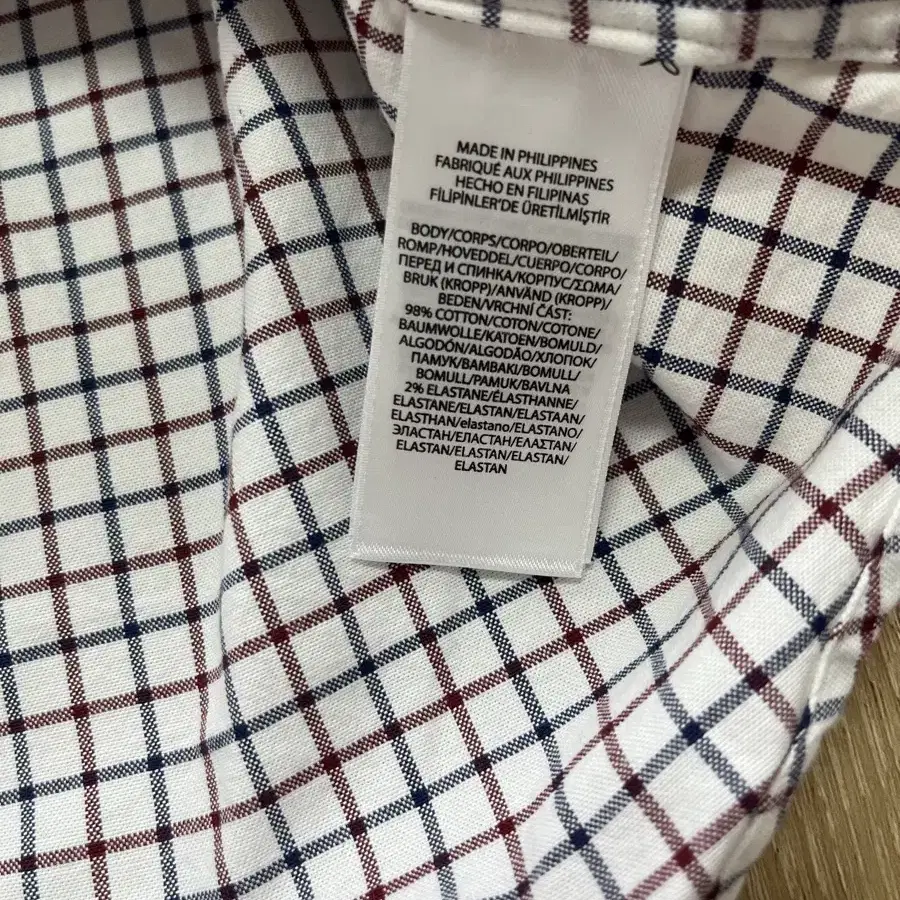 MADE IN PHILIPPINES
FABRIQUÉ AUX PHILIPPINES
HECHO EN FILIPINAS
FİLİPİNLER'DE ÜRETİLMİŞTİR
BODY/CORPS/CORPO/OBERTEIL
ROMP/HOVEDDEL/CUERPO/CORPO/
ПЕРЕД И СПИНКА/КОРПУС/ΣΩΜΑ/
BRUK (KROPP)/ANVÄND (KROPP)/
BEDEN/VRCHNÍ ČÁST:
98% COTTON/COTON/COTONE/
BAUMWOLLE/KATOEN/BOMULD/
ALGODÓN/ALGODÃO/ХЛОПОК/
ПАМУК/ΒΑΜΒΑΚΙ/BOMULL/
BOMULL/PAMUK/BAVLNA
2% ELASTANE/ÉLASTHANNE/
ELASTANE/ELASTAN/ELASTAAN/
ELASTHAN/elastano/ELASTANO/
ЭЛАСТАН/ЕЛАСТАН/ΕΛΑΣΤΑΝ/
ELASTAN/ELASTAN/ELASTAN/
ELASTAN